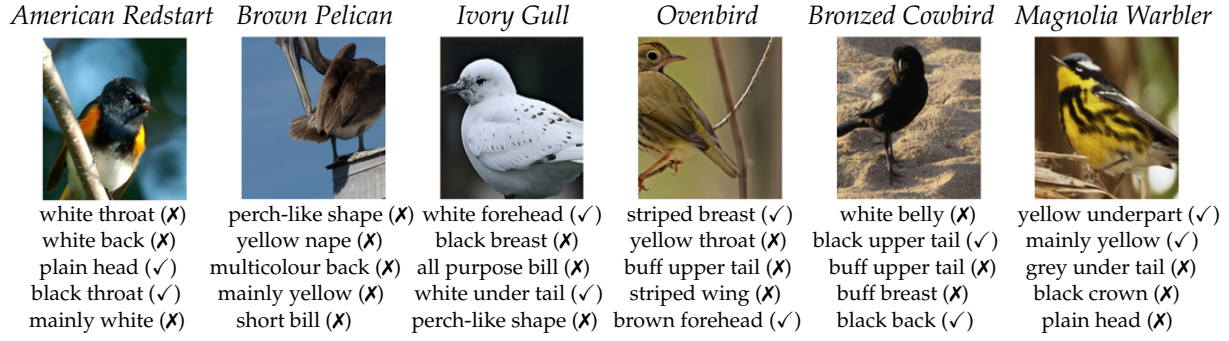 American Redstart Brown Pelican Ivory Gull Ovenbird Bronzed Cowbird Magnolia Warbler
white throat (✗) perch-like shape (✗) white forehead (✓) striped breast (✓) white belly (✗) yellow underpart (✓)
white back (✗) yellow nape (✗) black breast (✗) yellow throat (✗) black upper tail (✓) mainly yellow (✓)
plain head (✓) multicolour back (✗) all purpose bill (✗) buff upper tail (✗) buff upper tail (✗) grey under tail (✗)
black throat (✓) mainly yellow (✗) white under tail (✓) striped wing (✗) buff breast (✗) black crown (✗)
mainly white (✗) short bill (✗) perch-like shape (✗) brown forehead (✓) black back (✓) plain head (✗)